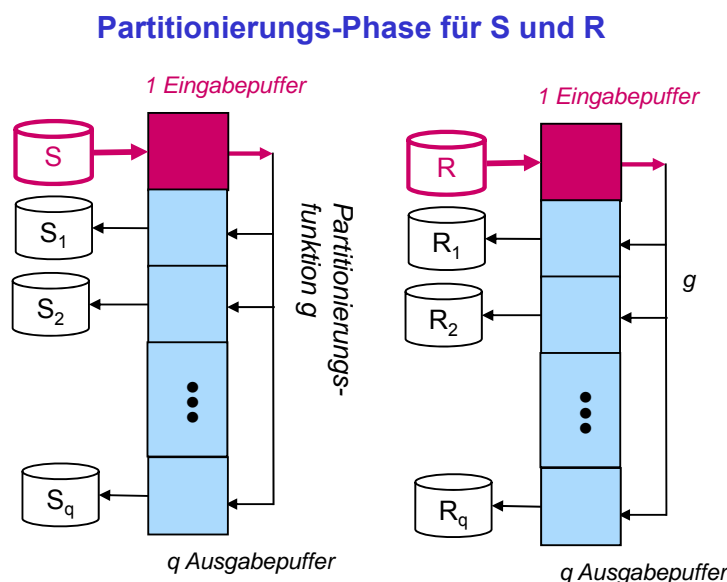 Partitionierungs-Phase für S und R
1 Eingabepuffer
S
S1
S2
Sq
Partitionierungs-
funktion g
q Ausgabepuffer
1 Eingabepuffer
R
R1
R2
Rq
g
q Ausgabepuffer